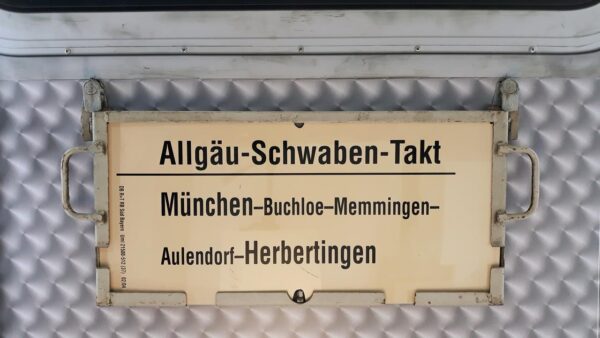 Allgäu-Schwaben-Takt
München–Buchloe–Memmingen–
Aulendorf–Herbertingen